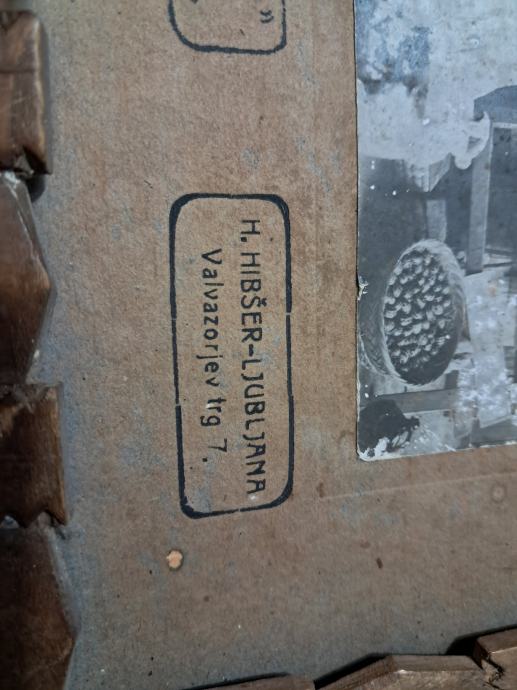 H. HIBŠER-LJUBLJANA
Valvazorjev trg 7.